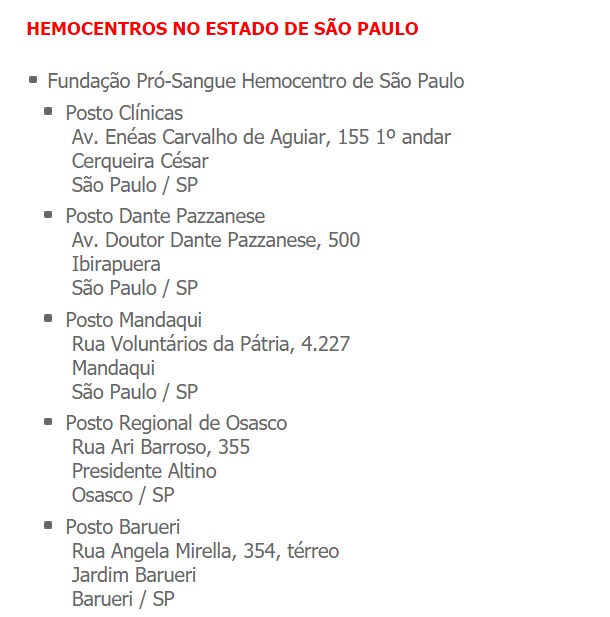 HEMOCENTROS NO ESTADO DE SÃO PAULO
Fundação Pró-Sangue Hemocentro de São Paulo
Posto Clínicas
Av. Enéas Carvalho de Aguiar, 155 1º andar
Cerqueira César
São Paulo / SP
Posto Dante Pazzanese
Av. Doutor Dante Pazzanese, 500
Ibirapuera
São Paulo / SP
Posto Mandaqui
Rua Voluntários da Pátria, 4.227
Mandaqui
São Paulo / SP
Posto Regional de Osasco
Rua Ari Barroso, 355
Presidente Altino
Osasco / SP
Posto Barueri
Rua Angela Mirella, 354, térreo
Jardim Barueri
Barueri / SP